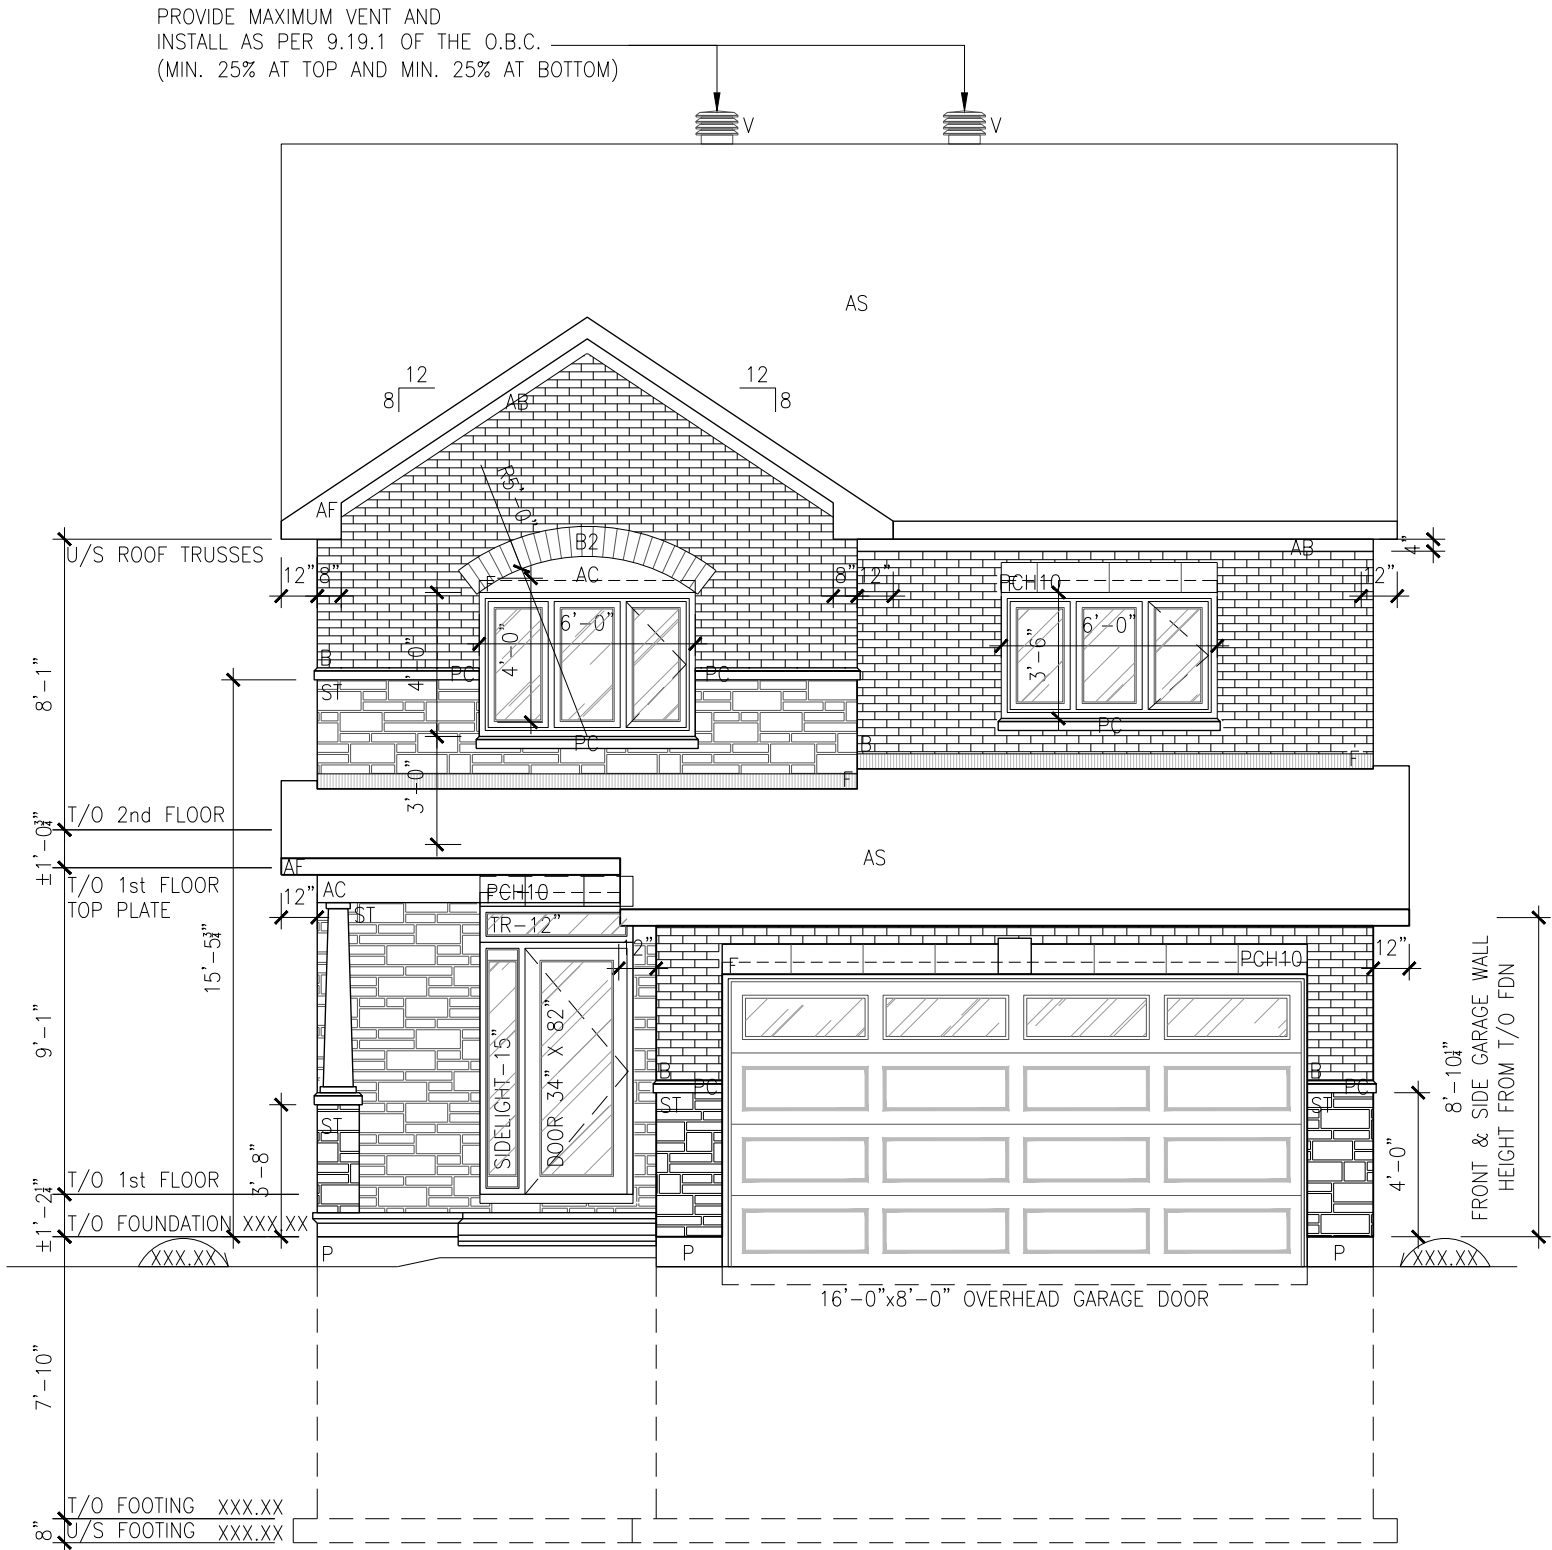 PROVIDE MAXIMUM VENT AND
INSTALL AS PER 9.19.1 OF THE O.B.C.
(MIN. 25% AT TOP AND MIN. 25% AT BOTTOM)
V
V
AS
12
8
12
8
AB
AF
R5'-0"
B2
AC
F
U/S ROOF TRUSSES
AB
4"
12"
8"
8"
12"
12"
PCH10
6'-0"
6'-0"
4'-0"
4'-0"
3'-6"
B
PC
PC
ST
PC
PC
B
F
F
8'-1"
3'-0"
T/O 2nd FLOOR
±1'-0¾"
AS
AF
T/O 1st FLOOR
TOP PLATE
12"
AC
ST
PCH10
F
TR-12"
12"
F
PCH10
12"
15'-5¾"
9'-1"
SIDELIGHT-15"
DOOR 34" X 82"
B
PC
ST
B
PC
ST
ST
3'-8"
4'-0"
8'-10¼"
FRONT & SIDE GARAGE WALL
HEIGHT FROM T/O FDN
T/O 1st FLOOR
±1'-2¼"
T/O FOUNDATION XXX.XX
XXX.XX
P
P
P
XXX.XX
16'-0"x8'-0" OVERHEAD GARAGE DOOR
7'-10"
T/O FOOTING XXX.XX
U/S FOOTING XXX.XX
8"